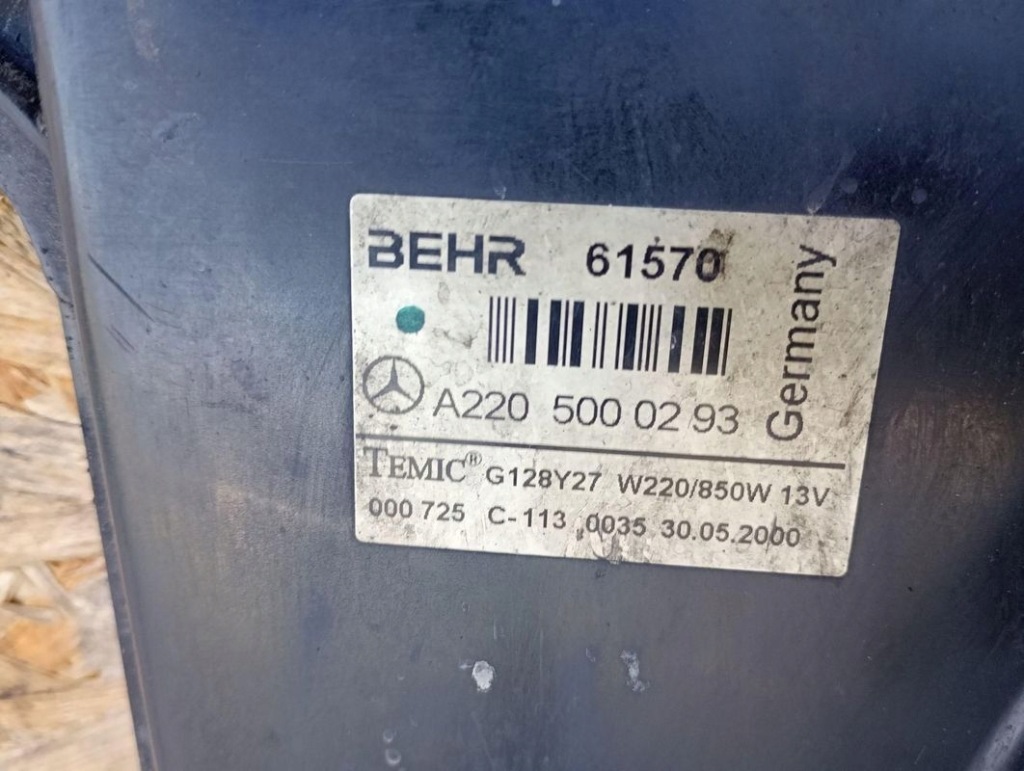 BEHR 61570
A220 500 02 93
Germany
TEMIC® G128Y27 W220/850W 13V
000 725 C-113 0035 30.05.2000